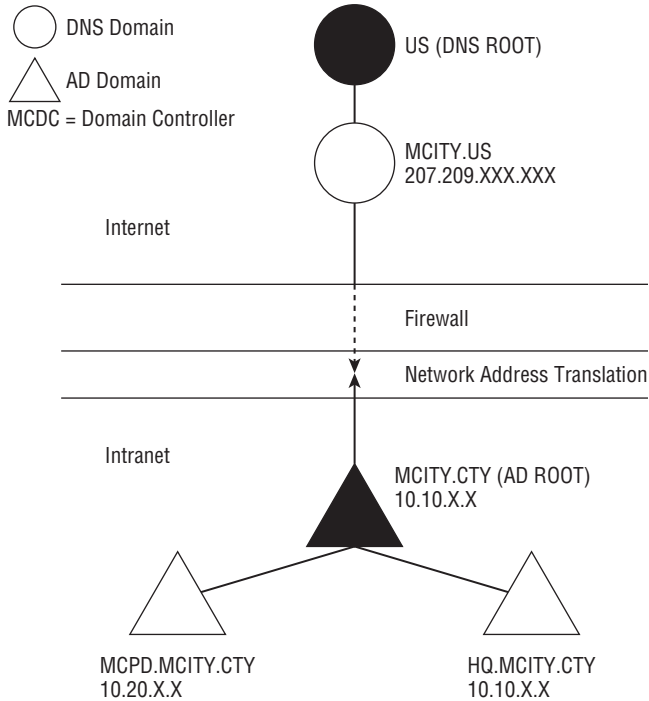 DNS Domain
AD Domain
MCDC = Domain Controller
US (DNS ROOT)
MCITY.US
207.209.XXX.XXX
Internet
Firewall
Network Address Translation
Intranet
MCITY.CTY (AD ROOT)
10.10.X.X
MCPD.MCITY.CTY
10.20.X.X
HQ.MCITY.CTY
10.10.X.X